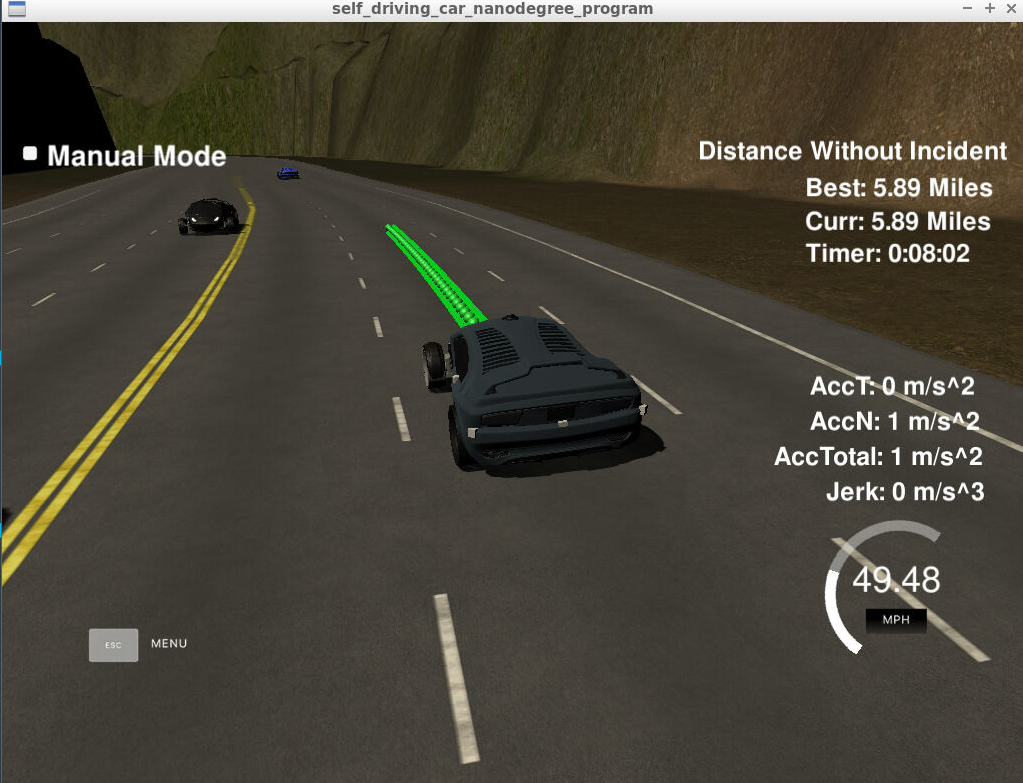 self_driving_car_nanodegree_program
Manual Mode
Distance Without Incident
Best: 5.89 Miles
Curr: 5.89 Miles
Timer: 0:08:02
AccT: 0 m/s^2
AccN: 1 m/s^2
AccTotal: 1 m/s^2
Jerk: 0 m/s^3
49.48
MPH
ESC MENU